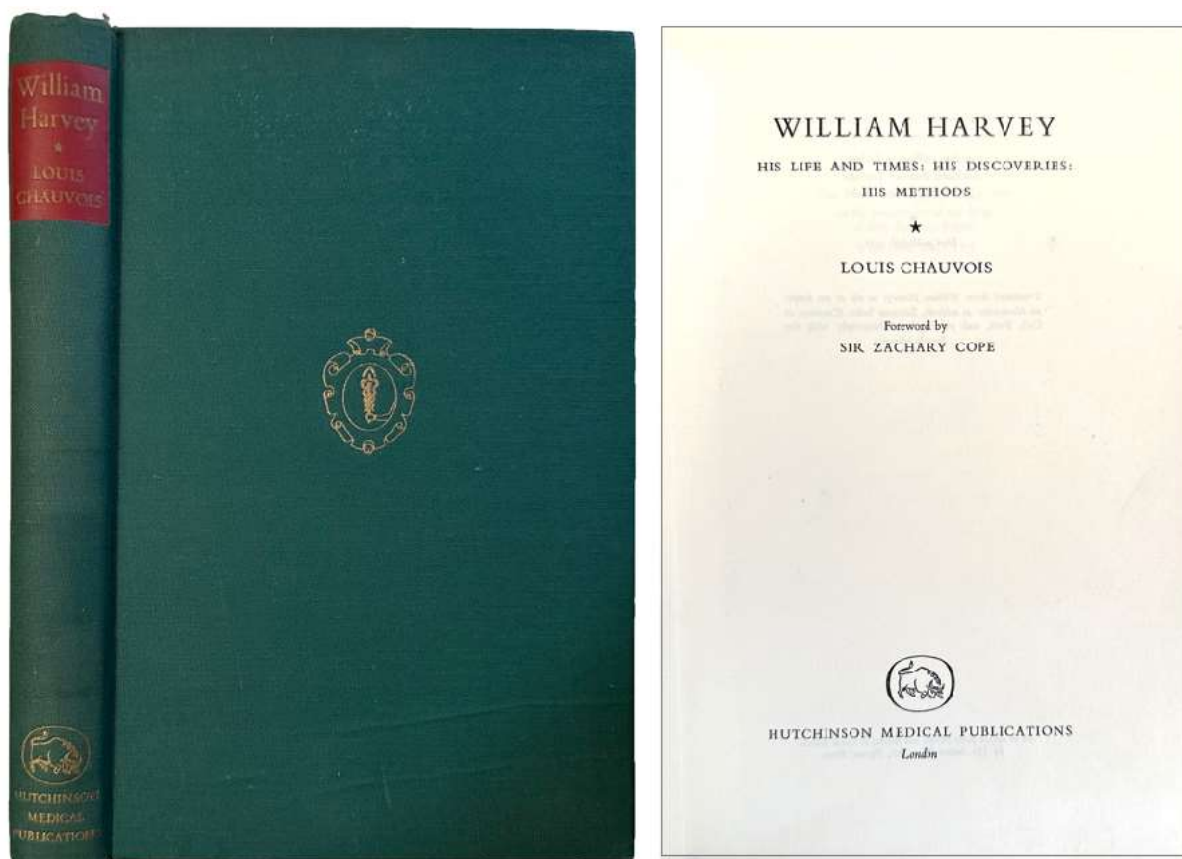 William
Harvey
★
LOUIS
CHAUVOIS
HUTCHINSON
MEDICAL
PUBLICATIONS
WILLIAM HARVEY
HIS LIFE AND TIMES: HIS DISCOVERIES:
HIS METHODS
★
LOUIS CHAUVOIS
Foreword by
SIR ZACHARY COPE
HUTCHINSON MEDICAL PUBLICATIONS
London